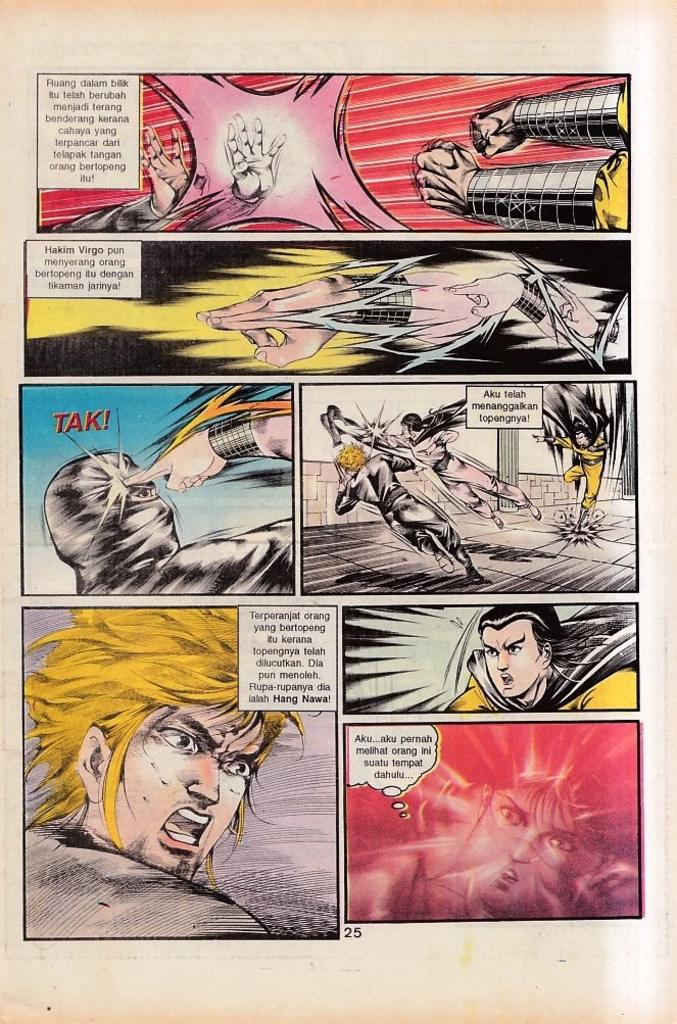 Ruang dalam bilik
itu telah berubah
menjadi terang
benderang kerana
cahaya yang
terpancar dari
telapak tangan
orang bertopeng
itu!
Hakim Virgo pun
menyerang orang
bertopeng itu dengan
tikaman jarinya!
TAK!
Aku telah
menanggalkan
topengnya!
Terperanjat orang
yang bertopeng
itu kerana
topengnya telah
dilucutkan. Dia
pun menoleh.
Rupa-rupanya dia
ialah Hang Nawa!
Aku...aku pernah
melihat orang ini
suatu tempat
dahulu...
25